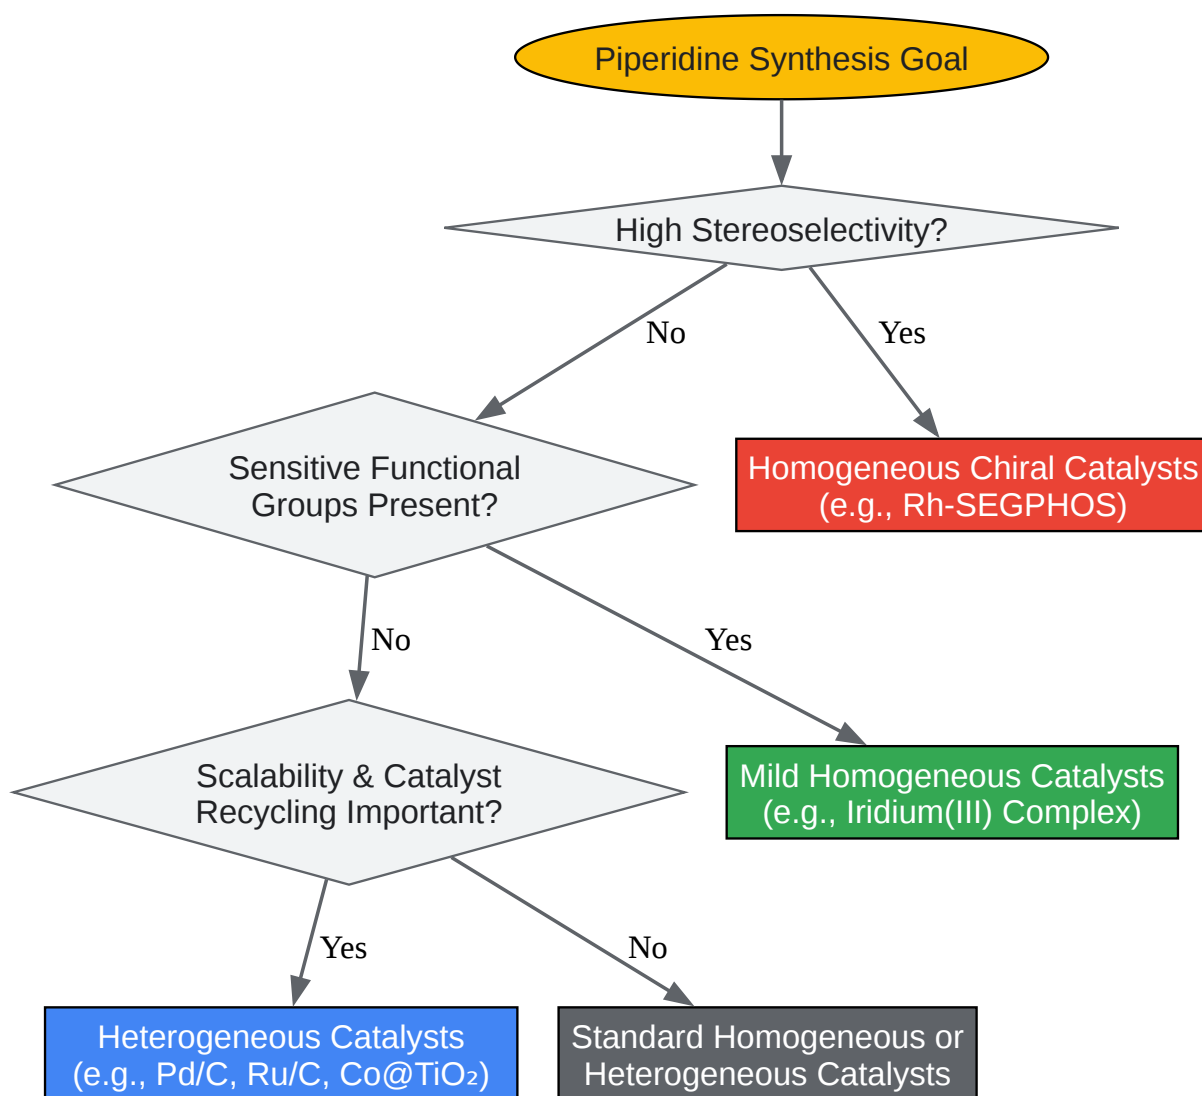 Piperidine Synthesis Goal
High Stereoselectivity?
No
Yes
Sensitive Functional
Groups Present?
Homogeneous Chiral Catalysts
(e.g., Rh-SEGPHOS)
No
Yes
Scalability & Catalyst
Recycling Important?
Mild Homogeneous Catalysts
(e.g., Iridium(III) Complex)
Yes
No
Heterogeneous Catalysts
(e.g., Pd/C, Ru/C, Co@TiO₂)
Standard Homogeneous or
Heterogeneous Catalysts